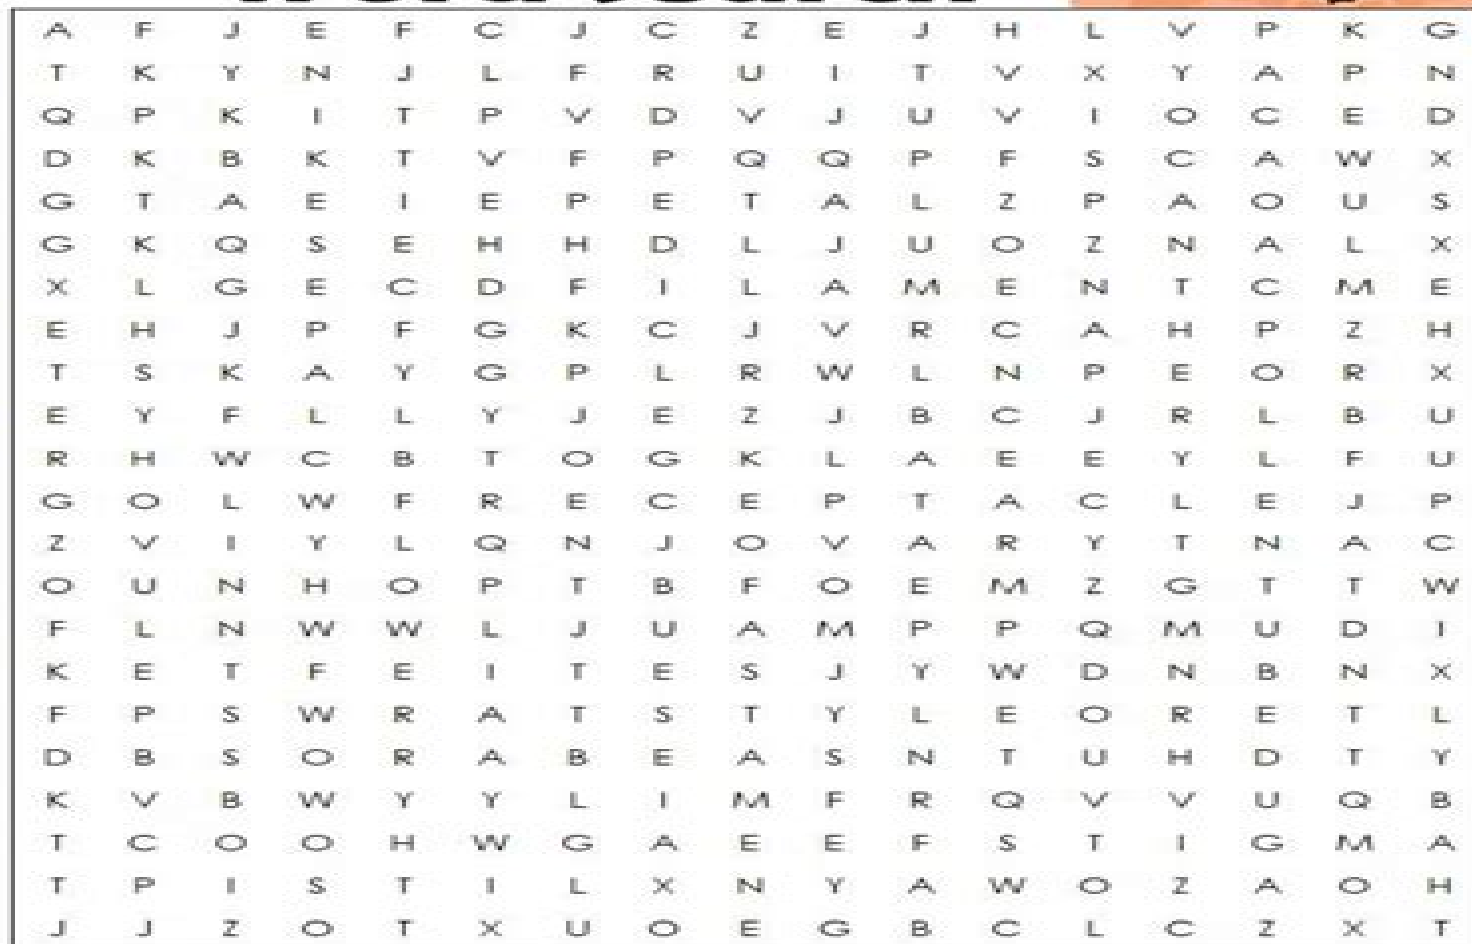 A F J E F C J C Z E J H L V P K G
T K Y N J L F R U I T V X Y A P N
Q P K I T P V D V J U V I O C E D
D K B K T V F P Q Q P F S C A W X
G T A E I E P E T A L Z P A O U S
G K Q S E H H D L J U O Z N A L X
X L G E C D F I L A M E N T C M E
E H J P F G K C J V R C A H P Z H
T S K A Y G P L R W L N P E O R X
E Y F L L Y J E Z J B C J R L B U
R H W C B T O G K L A E E Y L F U
G O L W F R E C E P T A C L E J P
Z V I Y L Q N J O V A R Y T N A C
O U N H O P T B F O E M Z G T T W
F L N W W L J U A M P P Q M U D I
K E T F E I T E S J Y W D N B N X
F P S W R A T S T Y L E O R E T L
D B S O R A B E A S N T U H D T Y
K V B W Y Y L I M F R Q V V U Q B
T C O O H W G A E E F S T I G M A
T P I S T I L X N Y A W O Z A O H
J J Z O T X U O E G B C L C Z X T